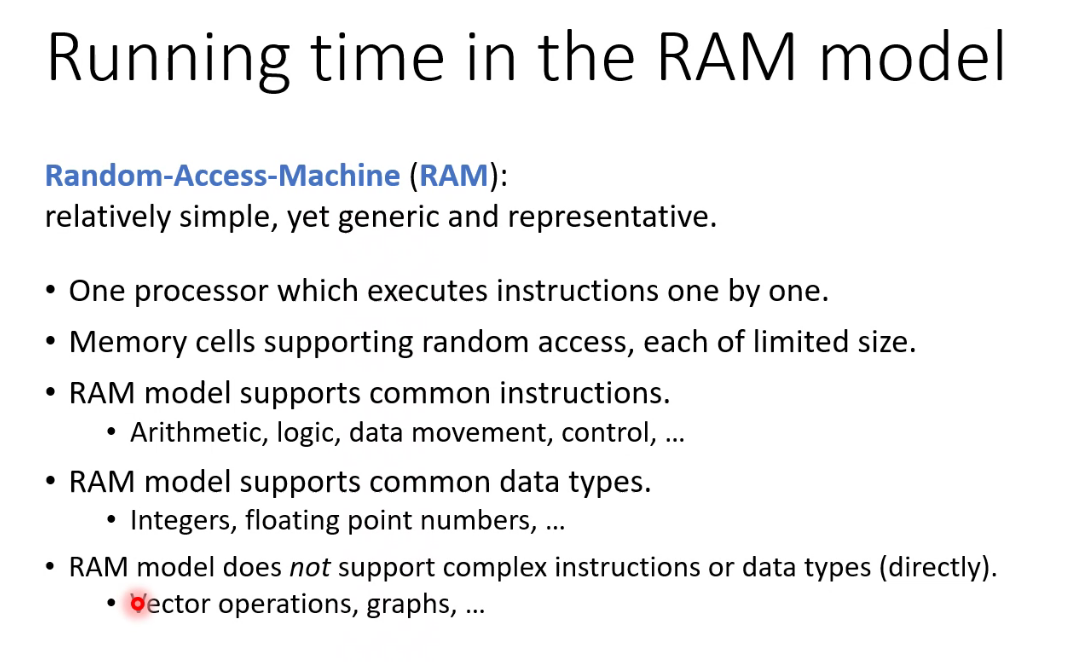 Running time in the RAM model
Random-Access-Machine (RAM):
relatively simple, yet generic and representative.
• One processor which executes instructions one by one.
• Memory cells supporting random access, each of limited size.
• RAM model supports common instructions.
• Arithmetic, logic, data movement, control, ...
• RAM model supports common data types.
• Integers, floating point numbers, ...
• RAM model does not support complex instructions or data types (directly).
• Vector operations, graphs, ...